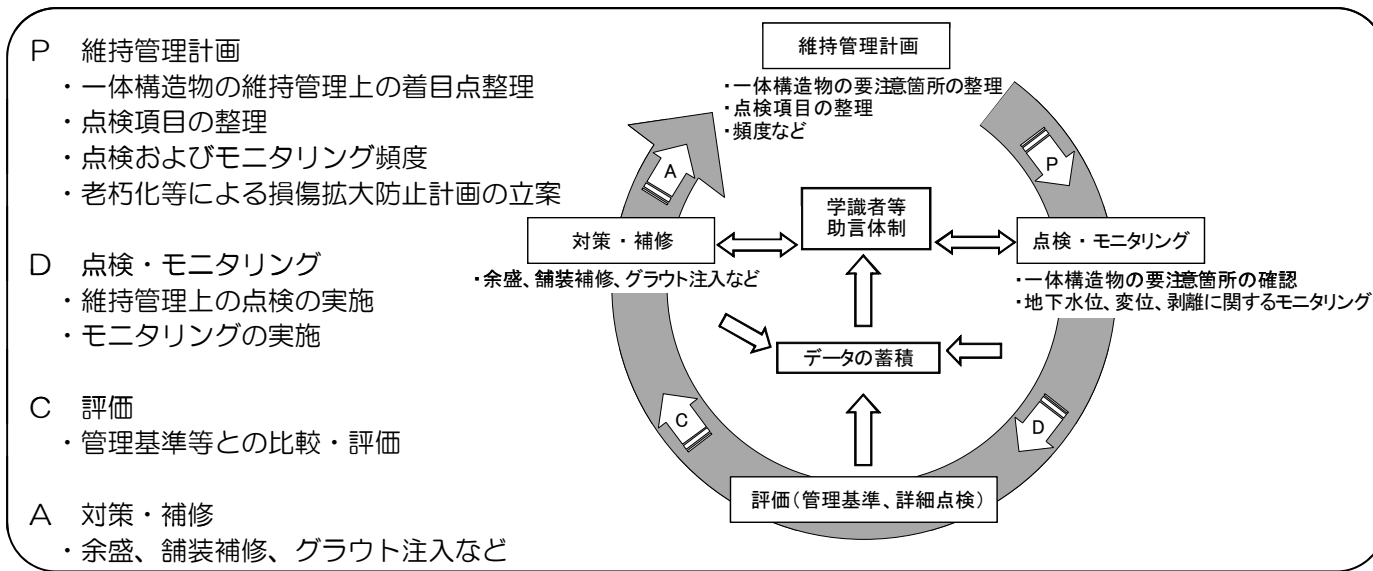 P 維持管理計画
・一体構造物の維持管理上の着目点整理
・点検項目の整理
・点検およびモニタリング頻度
・老朽化等による損傷拡大防止計画の立案
D 点検・モニタリング
・維持管理上の点検の実施
・モニタリングの実施
C 評価
・管理基準等との比較・評価
A 対策・補修
・余盛、舗装補修、グラウト注入など
維持管理計画
・一体構造物の要注意箇所の整理
・点検項目の整理
・頻度など
P
A
学識者等
助言体制
対策・補修
・余盛、舗装補修、グラウト注入など
点検・モニタリング
・一体構造物の要注意箇所の確認
・地下水位、変位、剥離に関するモニタリング
データの蓄積
C
D
評価（管理基準、詳細点検）